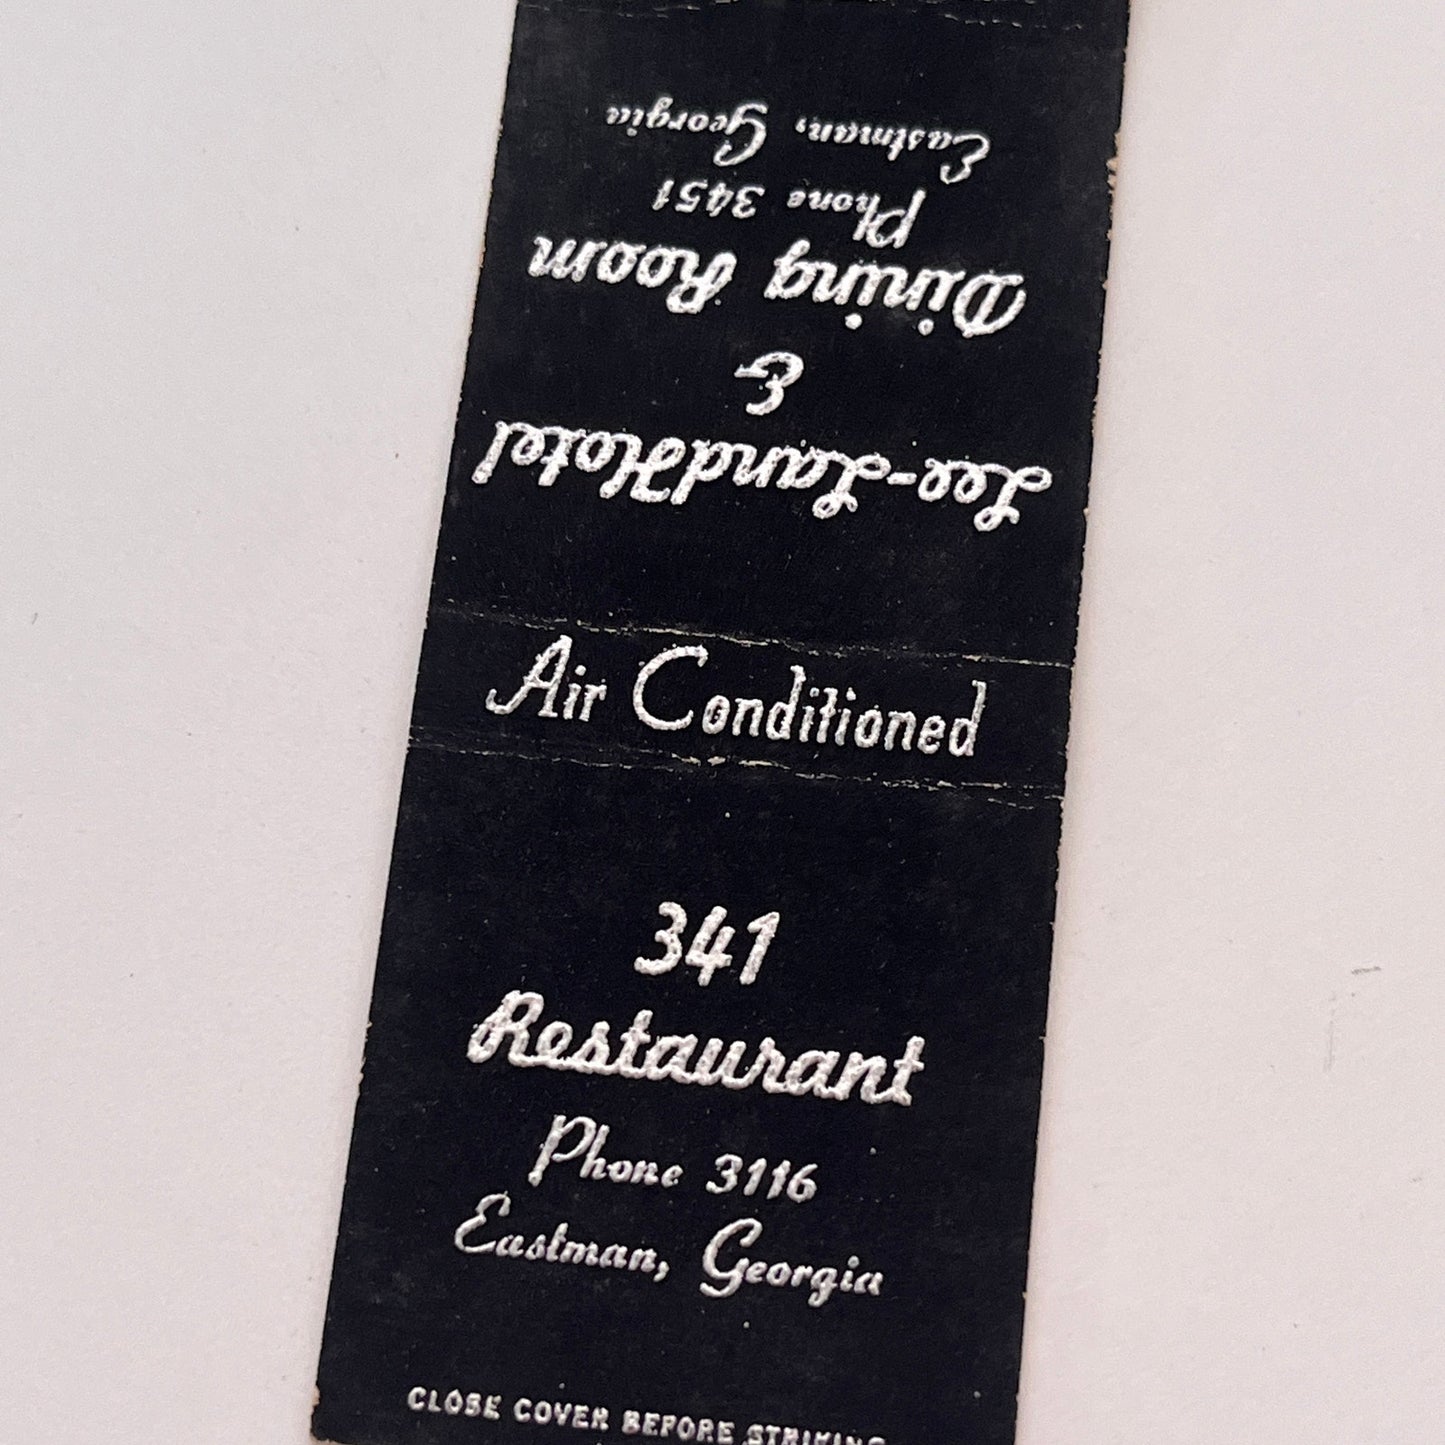 Lee-Land Hotel
&
Dining Room
Phone 3451
Eastman, Georgia
Air Conditioned
341
Restaurant
Phone 3116
Eastman, Georgia
CLOSE COVER BEFORE STRIKING